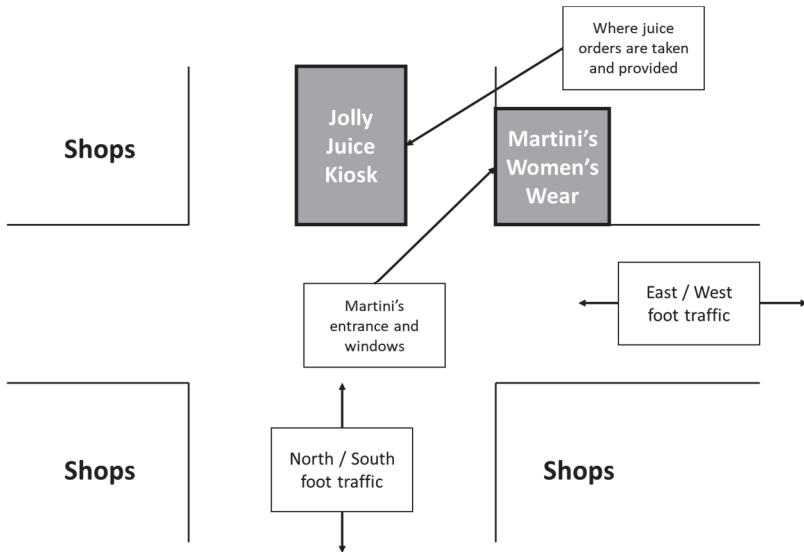 Where juice
orders are taken
and provided
Shops
Jolly
Juice
Kiosk
Martini's
Women's
Wear
Martini's
entrance and
windows
East / West
foot traffic
Shops
North / South
foot traffic
Shops